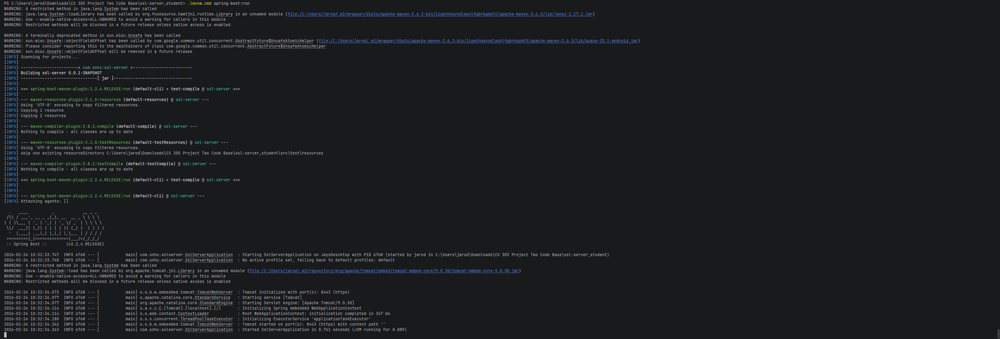 PS C:\Users\jarod\Downloads\CS 305 Project Two Code Base\ssl-server_student> .\mvnw.cmd spring-boot:run
WARNING: A restricted method in java.lang.System has been called
WARNING: java.lang.System::loadLibrary has been called by org.fusesource.hawtjni.runtime.Library in an unnamed module (file:/C:/Users/jarod/.m2/wrapper/dists/apache-maven-3.6.3-bin/1iopthnavndlasol9gbrbg6bf2/apache-maven-3.6.3/lib/jansi-1.17.1.jar)
WARNING: Use --enable-native-access=ALL-UNNAMED to avoid a warning for callers in this module
WARNING: Restricted methods will be blocked in a future release unless native access is enabled

WARNING: A terminally deprecated method in sun.misc.Unsafe has been called
WARNING: sun.misc.Unsafe::objectFieldOffset has been called by com.google.common.util.concurrent.AbstractFuture$UnsafeAtomicHelper (file:/C:/Users/jarod/.m2/wrapper/dists/apache-maven-3.6.3-bin/1iopthnavndlasol9gbrbg6bf2/apache-maven-3.6.3/lib/guava-25.1-android.jar)
WARNING: Please consider reporting this to the maintainers of class com.google.common.util.concurrent.AbstractFuture$UnsafeAtomicHelper
WARNING: sun.misc.Unsafe::objectFieldOffset will be removed in a future release
[INFO] Scanning for projects...
[INFO]
[INFO] ------------------------< com.snhu:ssl-server >-------------------------
[INFO] Building ssl-server 0.0.1-SNAPSHOT
[INFO] --------------------------------[ jar ]---------------------------------
[INFO]
[INFO] >>> spring-boot-maven-plugin:2.2.4.RELEASE:run (default-cli) > test-compile @ ssl-server >>>
[INFO]
[INFO] --- maven-resources-plugin:3.1.0:resources (default-resources) @ ssl-server ---
[INFO] Using 'UTF-8' encoding to copy filtered resources.
[INFO] Copying 1 resource
[INFO] Copying 2 resources
[INFO]
[INFO] --- maven-compiler-plugin:3.8.1:compile (default-compile) @ ssl-server ---
[INFO] Nothing to compile - all classes are up to date
[INFO]
[INFO] --- maven-resources-plugin:3.1.0:testResources (default-testResources) @ ssl-server ---
[INFO] Using 'UTF-8' encoding to copy filtered resources.
[INFO] skip non existing resourceDirectory C:\Users\jarod\Downloads\CS 305 Project Two Code Base\ssl-server_student\src\test\resources
[INFO]
[INFO] --- maven-compiler-plugin:3.8.1:testCompile (default-testCompile) @ ssl-server ---
[INFO] Nothing to compile - all classes are up to date
[INFO]
[INFO] <<< spring-boot-maven-plugin:2.2.4.RELEASE:run (default-cli) < test-compile @ ssl-server <<<
[INFO]
[INFO]
[INFO] --- spring-boot-maven-plugin:2.2.4.RELEASE:run (default-cli) @ ssl-server ---
[INFO] Attaching agents: []

  .   ____          _            __ _ _
 /\\ / ___'_ __ _ _(_)_ __  __ _ \ \ \ \
( ( )\___ | '_ | '_| | '_ \/ _` | \ \ \ \
 \\/  ___)| |_)| | | | | || (_| |  ) ) ) )
  '  |____| .__|_| |_|_| |_\__, | / / / /
 =========|_|==============|___/=/_/_/_/
 :: Spring Boot ::        (v2.2.4.RELEASE)

2026-02-24 10:32:33.747  INFO 6768 --- [           main] com.snhu.sslserver.SslServerApplication  : Starting SslServerApplication on JaysDescktop with PID 6768 (started by jarod in C:\Users\jarod\Downloads\CS 305 Project Two Code Base\ssl-server_student)
2026-02-24 10:32:33.748  INFO 6768 --- [           main] com.snhu.sslserver.SslServerApplication  : No active profile set, falling back to default profiles: default
WARNING: A restricted method in java.lang.System has been called
WARNING: java.lang.System::load has been called by org.apache.tomcat.jni.Library in an unnamed module (file:/C:/Users/jarod/.m2/repository/org/apache/tomcat/embed/tomcat-embed-core/9.0.30/tomcat-embed-core-9.0.30.jar)
WARNING: Use --enable-native-access=ALL-UNNAMED to avoid a warning for callers in this module
WARNING: Restricted methods will be blocked in a future release unless native access is enabled

2026-02-24 10:32:34.073  INFO 6768 --- [           main] o.s.b.w.embedded.tomcat.TomcatWebServer  : Tomcat initialized with port(s): 8443 (https)
2026-02-24 10:32:34.077  INFO 6768 --- [           main] o.apache.catalina.core.StandardService   : Starting service [Tomcat]
2026-02-24 10:32:34.077  INFO 6768 --- [           main] org.apache.catalina.core.StandardEngine  : Starting Servlet engine: [Apache Tomcat/9.0.30]
2026-02-24 10:32:34.114  INFO 6768 --- [           main] o.a.c.c.C.[Tomcat].[localhost].[/]       : Initializing Spring embedded WebApplicationContext
2026-02-24 10:32:34.114  INFO 6768 --- [           main] o.s.web.context.ContextLoader            : Root WebApplicationContext: initialization completed in 347 ms
2026-02-24 10:32:34.180  INFO 6768 --- [           main] o.s.s.concurrent.ThreadPoolTaskExecutor  : Initializing ExecutorService 'applicationTaskExecutor'
2026-02-24 10:32:34.362  INFO 6768 --- [           main] o.s.b.w.embedded.tomcat.TomcatWebServer  : Tomcat started on port(s): 8443 (https) with context path ''
2026-02-24 10:32:34.363  INFO 6768 --- [           main] com.snhu.sslserver.SslServerApplication  : Started SslServerApplication in 0.741 seconds (JVM running for 0.889)